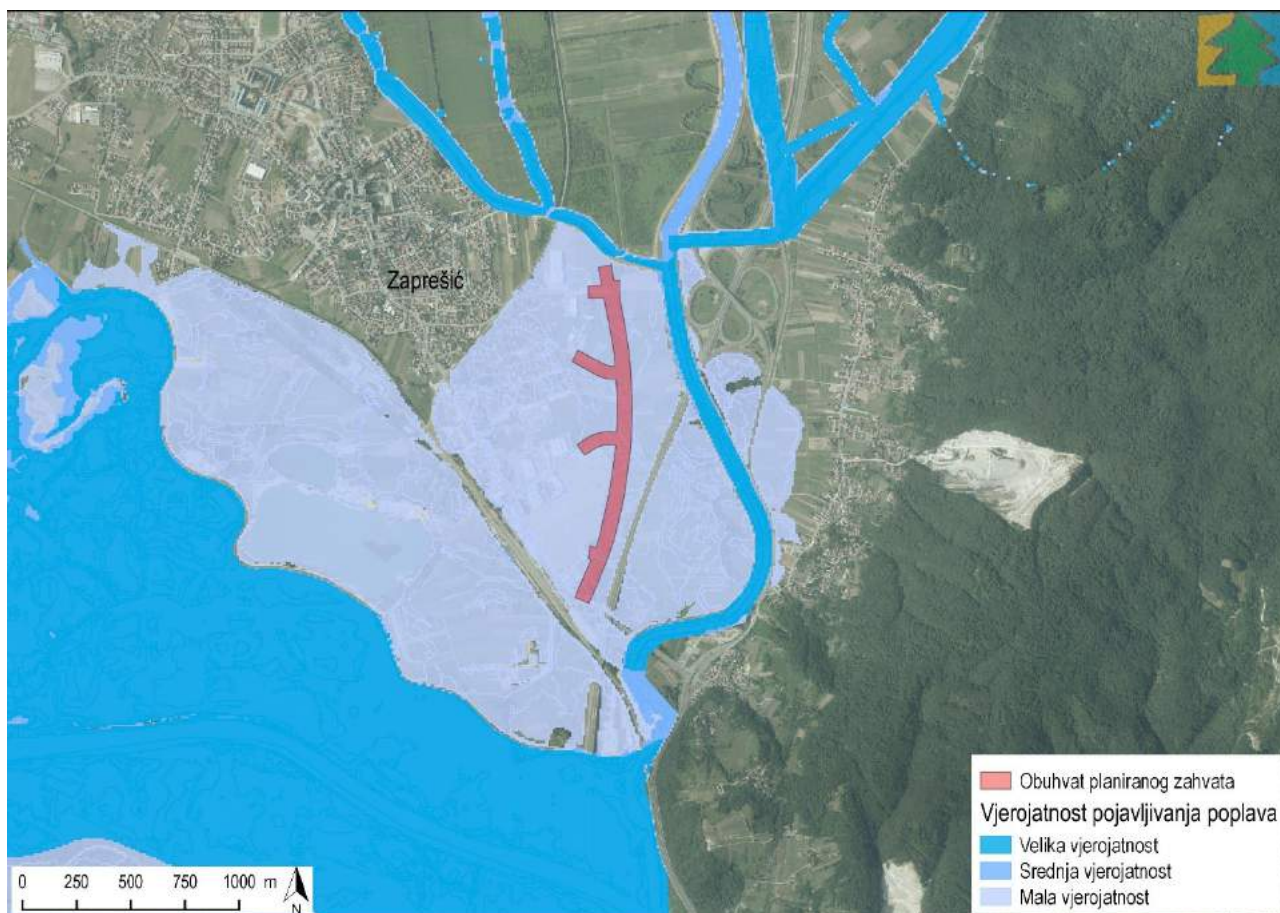 Zaprešić
Obuhvat planiranog zahvata
Vjerojatnost pojavljivanja poplava
Velika vjerojatnost
Srednja vjerojatnost
Mala vjerojatnost
0 250 500 750 1000 m
N